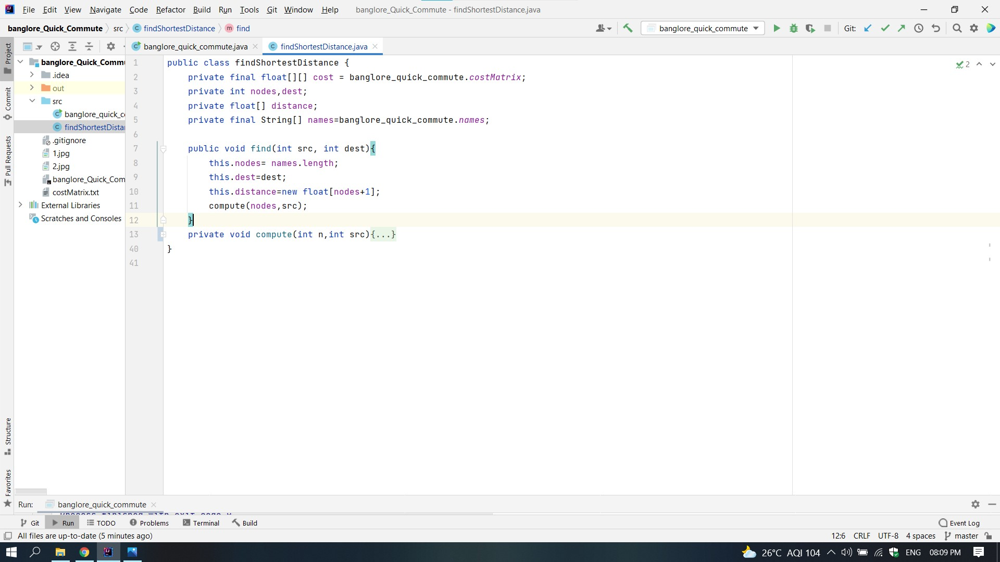 File Edit View Navigate Code Refactor Build Run Tools Git Window Help banglore_Quick_Commute - findShortestDistance.java
banglore_Quick_Commute src findShortestDistance find banglore_quick_commute Git:
banglore_quick_commute.java findShortestDistance.java
Project
Commit
Pull Requests
Structure
Favorites
banglore_Quick_Commu
.idea
out
src
banglore_quick_c
findShortestDista
.gitignore
1.jpg
2.jpg
banglore_Quick_Com
costMatrix.txt
External Libraries
Scratches and Consoles
1 public class findShortestDistance {
2 private final float[][] cost = banglore_quick_commute.costMatrix;
3 private int nodes,dest;
4 private float[] distance;
5 private final String[] names=banglore_quick_commute.names;
6
7 public void find(int src, int dest){
8 this.nodes= names.length;
9 this.dest=dest;
10 this.distance=new float[nodes+1];
11 compute(nodes,src);
12 }
13 private void compute(int n,int src){...}
40 }
41
2
Run: banglore_quick_commute
Git Run TODO Problems Terminal Build Event Log
All files are up-to-date (5 minutes ago) 12:6 CRLF UTF-8 4 spaces master
26°C AQI 104 ENG 08:09 PM